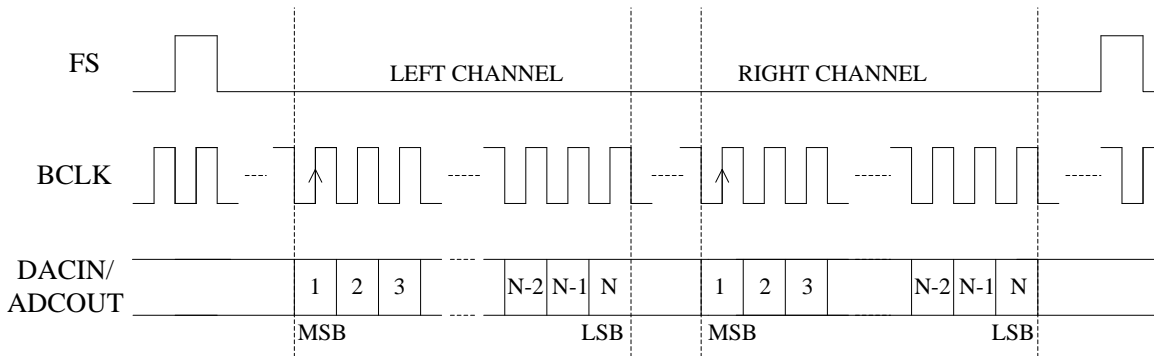 FS
LEFT CHANNEL
RIGHT CHANNEL
BCLK
DACIN/
ADCOUT
1 2 3 N-2 N-1 N 1 2 3 N-2 N-1 N
MSB LSB MSB LSB